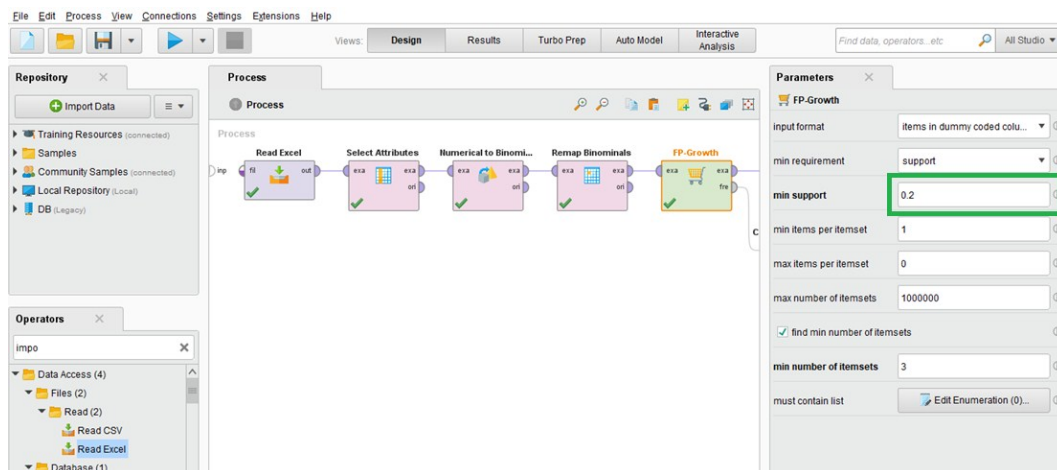 File Edit Process View Connections Settings Extensions Help
Views: Design Results Turbo Prep Auto Model Interactive Analysis
Find data, operators...etc All Studio
Repository
Import Data
Training Resources (connected)
Samples
Community Samples (connected)
Local Repository (Local)
DB (Legacy)
Operators
impo
Data Access (4)
Files (2)
Read (2)
Read CSV
Read Excel
Database (1)
Process
Process
Process
Read Excel Select Attributes Numerical to Binomi... Remap Binominals FP-Growth
inp fil out exa exa exa exa exa exa exa exa
ori ori ori fre
C
Parameters
FP-Growth
input format items in dummy coded colu...
min requirement support
min support 0.2
min items per itemset 1
max items per itemset 0
max number of itemsets 1000000
find min number of itemsets
min number of itemsets 3
must contain list Edit Enumeration (0)...